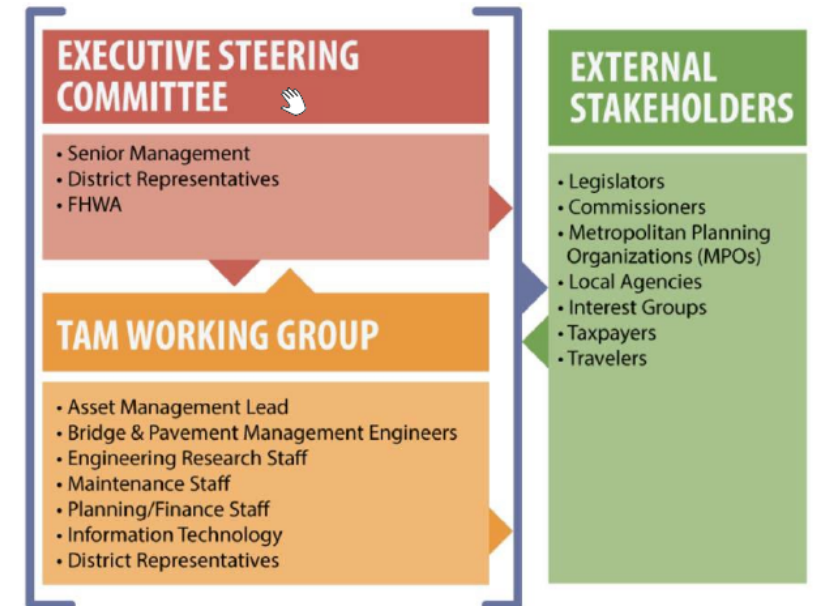 EXECUTIVE STEERING
COMMITTEE
• Senior Management
• District Representatives
• FHWA
TAM WORKING GROUP
• Asset Management Lead
• Bridge & Pavement Management Engineers
• Engineering Research Staff
• Maintenance Staff
• Planning/Finance Staff
• Information Technology
• District Representatives
EXTERNAL
STAKEHOLDERS
• Legislators
• Commissioners
• Metropolitan Planning
Organizations (MPOs)
• Local Agencies
• Interest Groups
• Taxpayers
• Travelers